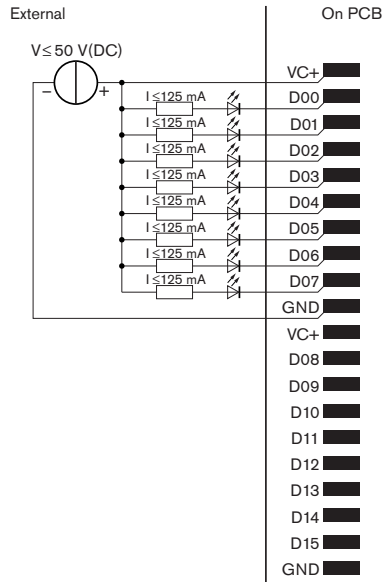 External
On PCB
V≤50 V(DC)
− +
VC+
I≤125 mA
D00
I≤125 mA
D01
I≤125 mA
D02
I≤125 mA
D03
I≤125 mA
D04
I≤125 mA
D05
I≤125 mA
D06
I≤125 mA
D07
GND
VC+
D08
D09
D10
D11
D12
D13
D14
D15
GND